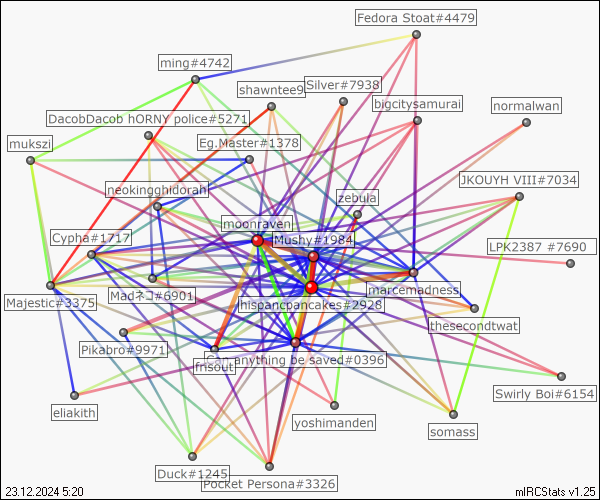 Fedora Stoat#4479
ming#4742
shawntee9
Silver#7938
bigcitysamurai
normalwan
DacobDacob hORNY police#5271
mukszi
Eg.Master#1378
neokingghidorah
zebula
JKOUYH VIII#7034
moonraven
Cypha#1717
Mushy#1984
LPK2387 #7690
Majestic#3375
Madネコ#6901
marcemadness
hispancpancakes#2928
thesecondtwat
Pikabro#9971
frisout
anything be saved#0396
Swirly Boi#6154
eliakith
yoshimanden
somass
Duck#1245
Pocket Persona#3326
23.12.2024 5:20
mIRCStats v1.25